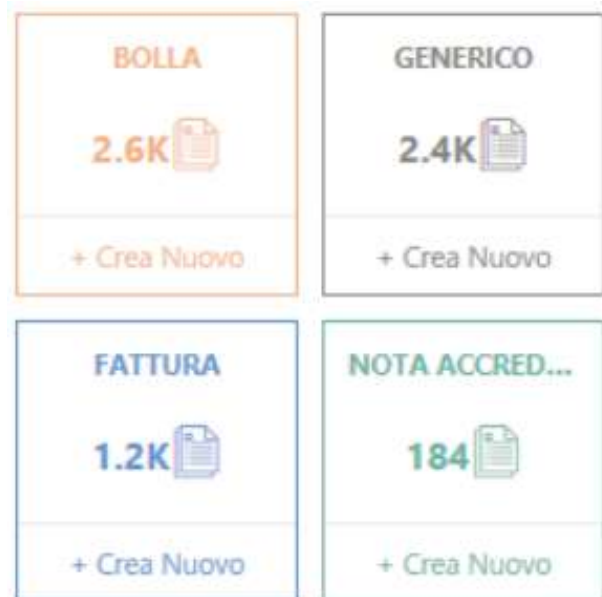 BOLLA
2.6K
+ Crea Nuovo
GENERICO
2.4K
+ Crea Nuovo
FATTURA
1.2K
+ Crea Nuovo
NOTA ACCRED...
184
+ Crea Nuovo